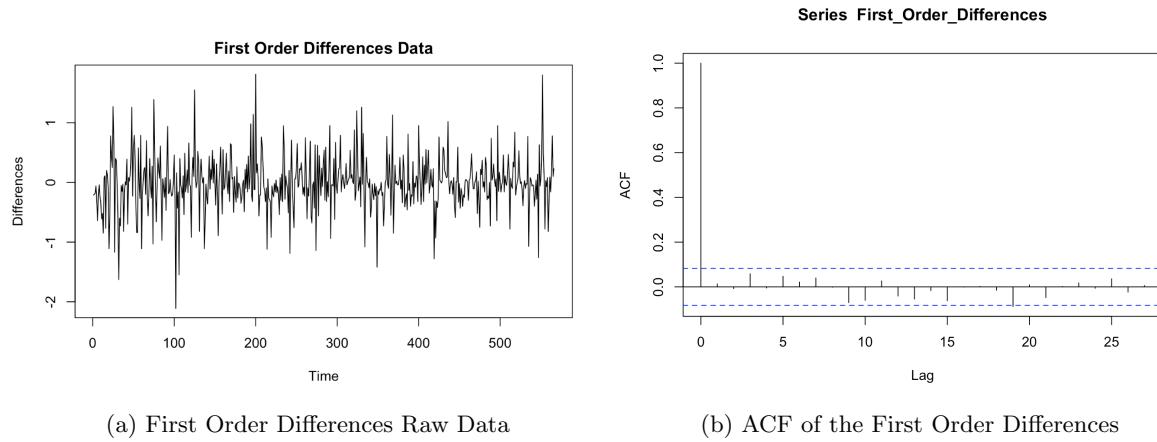 First Order Differences Data
Differences
1
0
-1
-2
0 100 200 300 400 500
Time
(a) First Order Differences Raw Data
Series First_Order_Differences
ACF
1.0
0.8
0.6
0.4
0.2
0.0
0 5 10 15 20 25
Lag
(b) ACF of the First Order Differences